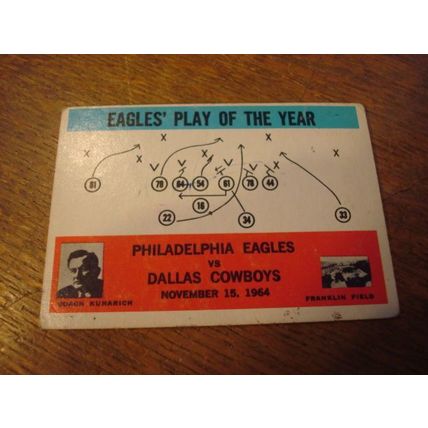 EAGLES' PLAY OF THE YEAR
X X X X
X V V V V V X
81 78 64 54 61 76 44
16
22 34 33
PHILADELPHIA EAGLES
VS
DALLAS COWBOYS
NOVEMBER 15, 1964
COACH KUHARICH FRANKLIN FIELD